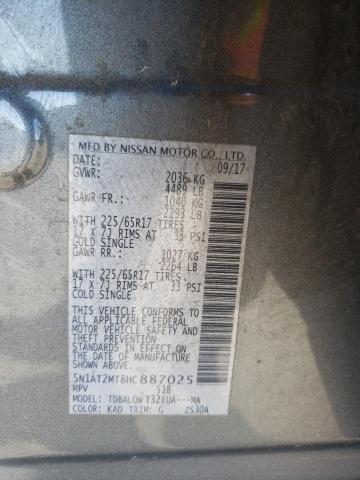 MFD BY NISSAN MOTOR CO., LTD.
DATE: 09/17
GVWR: 2036 KG
4489 LB
GAWR FR.: 1040 KG
2293 LB
WITH 225/65R17 TIRES
17 X 7J RIMS AT 33 PSI
COLD SINGLE
GAWR RR.: 1027 KG
2264 LB
WITH 225/65R17 TIRES
17 X 7J RIMS AT 33 PSI
COLD SINGLE
THIS VEHICLE CONFORMS TO ALL
APPLICABLE FEDERAL
MOTOR VEHICLE SAFETY
STANDARDS IN EFFECT
AND THEFT PREVENTION
ON THE DATE OF
MANUFACTURE SHOWN
ABOVE.
5N1AT2MT8HC887025
MPV 518
MODEL: TDBALQW T32EUA---MA
COLOR: KAD TRIM: G ZS30A